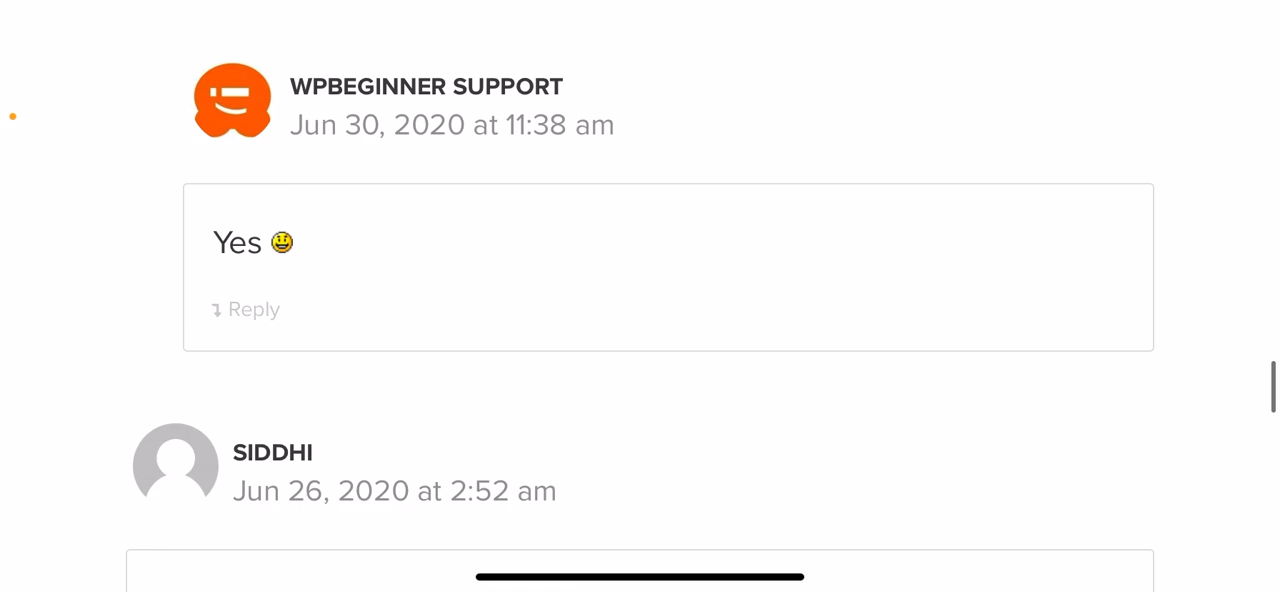 WPBEGINNER SUPPORT
Jun 30, 2020 at 11:38 am
Yes 😀
↴ Reply
SIDDHI
Jun 26, 2020 at 2:52 am